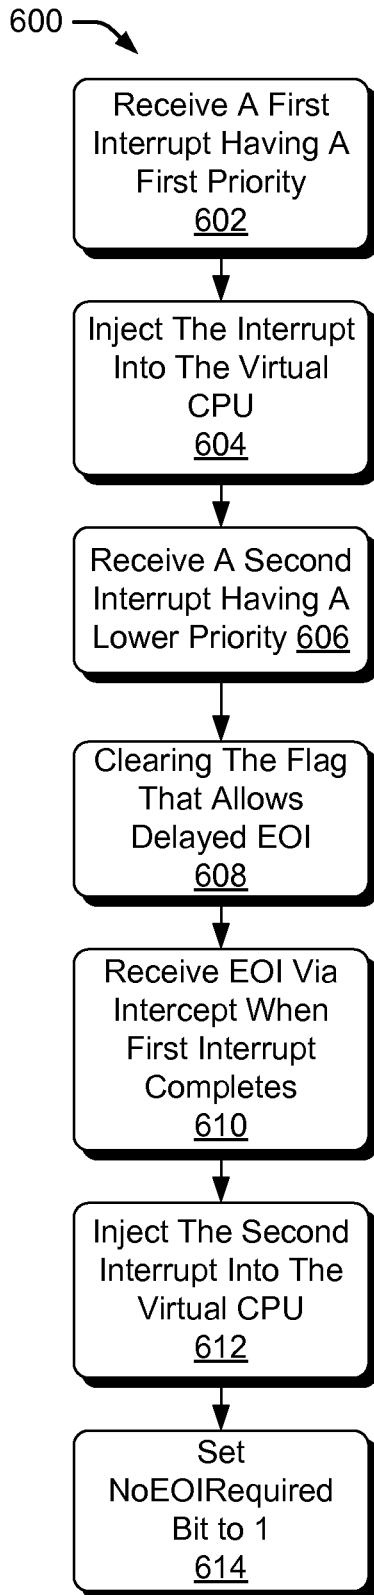 600
Receive A First
Interrupt Having A
First Priority
602
Inject The Interrupt
Into The Virtual
CPU
604
Receive A Second
Interrupt Having A
Lower Priority 606
Clearing The Flag
That Allows
Delayed EOI
608
Receive EOI Via
Intercept When
First Interrupt
Completes
610
Inject The Second
Interrupt Into The
Virtual CPU
612
Set
NoEOIRequired
Bit to 1
614